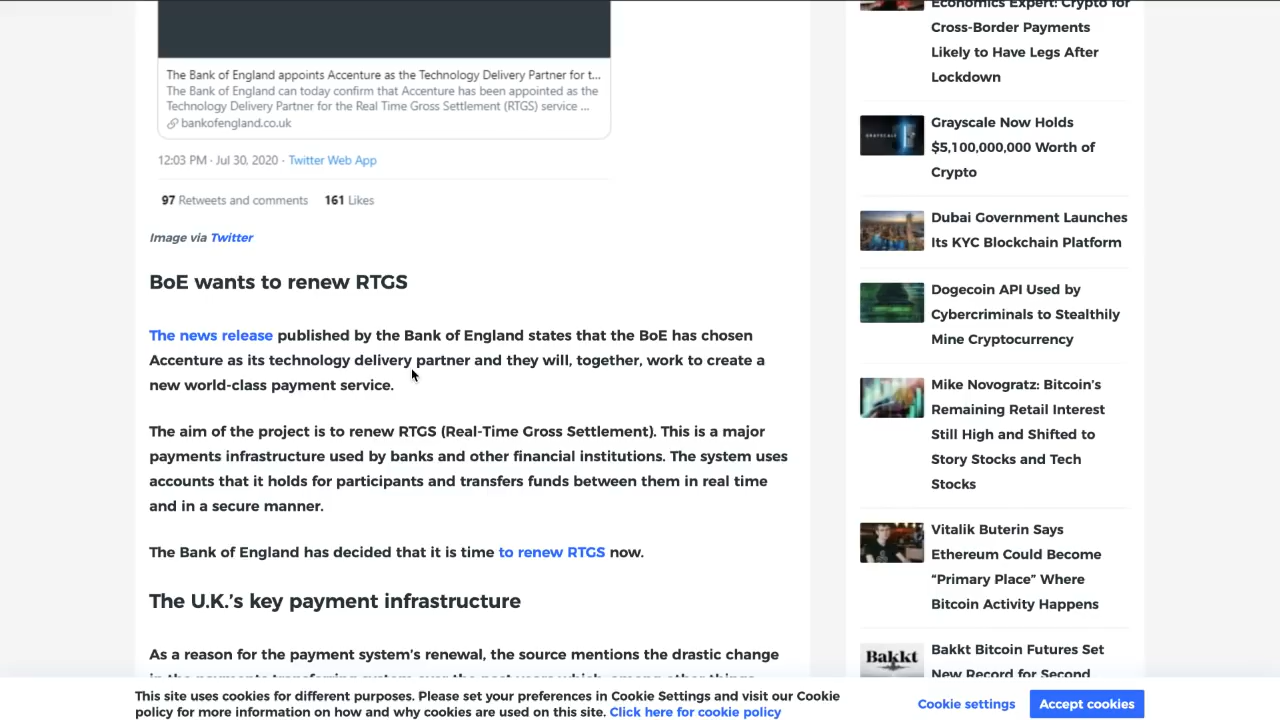 The Bank of England appoints Accenture as the Technology Delivery Partner for t...
The Bank of England can today confirm that Accenture has been appointed as the
Technology Delivery Partner for the Real Time Gross Settlement (RTGS) service ...
bankofengland.co.uk
12:03 PM · Jul 30, 2020 · Twitter Web App
97 Retweets and comments 161 Likes
Image via Twitter
BoE wants to renew RTGS
The news release published by the Bank of England states that the BoE has chosen
Accenture as its technology delivery partner and they will, together, work to create a
new world-class payment service.
The aim of the project is to renew RTGS (Real-Time Gross Settlement). This is a major
payments infrastructure used by banks and other financial institutions. The system uses
accounts that it holds for participants and transfers funds between them in real time
and in a secure manner.
The Bank of England has decided that it is time to renew RTGS now.
The U.K.’s key payment infrastructure
As a reason for the payment system’s renewal, the source mentions the drastic change
Economics Expert: Crypto for
Cross-Border Payments
Likely to Have Legs After
Lockdown
GRAYSCALE
Grayscale Now Holds
$5,100,000,000 Worth of
Crypto
Dubai Government Launches
Its KYC Blockchain Platform
Dogecoin API Used by
Cybercriminals to Stealthily
Mine Cryptocurrency
Mike Novogratz: Bitcoin’s
Remaining Retail Interest
Still High and Shifted to
Story Stocks and Tech
Stocks
Vitalik Buterin Says
Ethereum Could Become
“Primary Place” Where
Bitcoin Activity Happens
Bakkt
Bakkt Bitcoin Futures Set
New Record for Second
This site uses cookies for different purposes. Please set your preferences in Cookie Settings and visit our Cookie
policy for more information on how and why cookies are used on this site. Click here for cookie policy
Cookie settings
Accept cookies